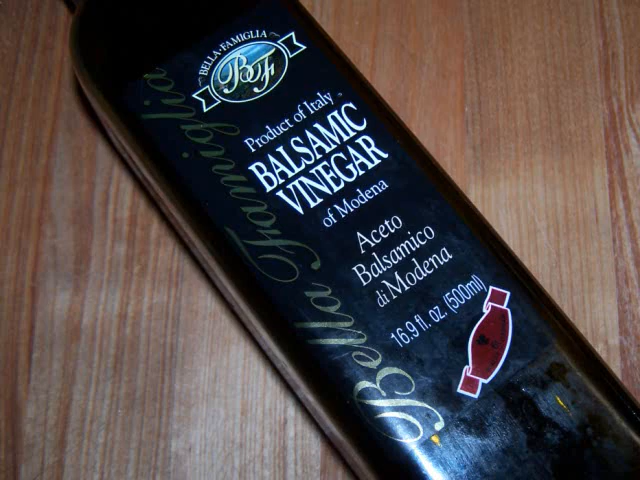 BELLA-FAMIGLIA
BF
Product of Italy
BALSAMIC
VINEGAR
of Modena
Aceto
Balsamico
di Modena
16.9 fl. oz. (500ml)
Bella Famiglia